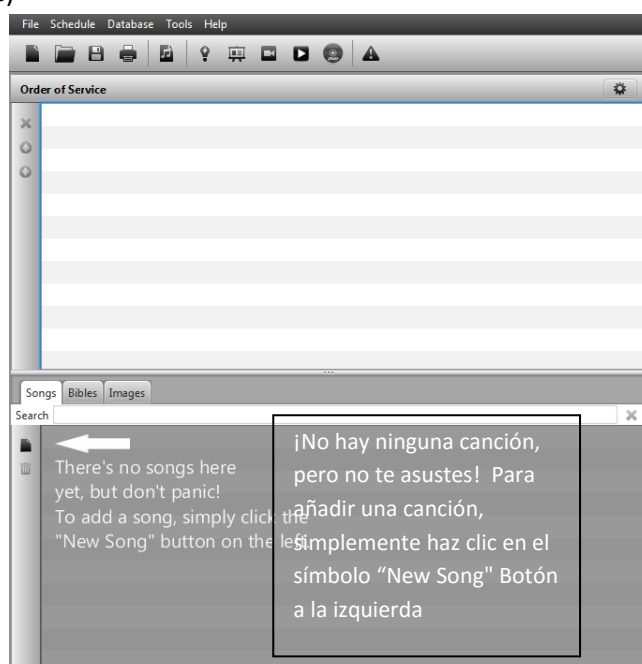 File Schedule Database Tools Help
Order of Service
Songs Bibles Images
Search
There's no songs here
yet, but don't panic!
To add a song, simply click the
"New Song" button on the left.
¡No hay ninguna canción,
pero no te asustes! Para
añadir una canción,
simplemente haz clic en el
símbolo “New Song" Botón
a la izquierda